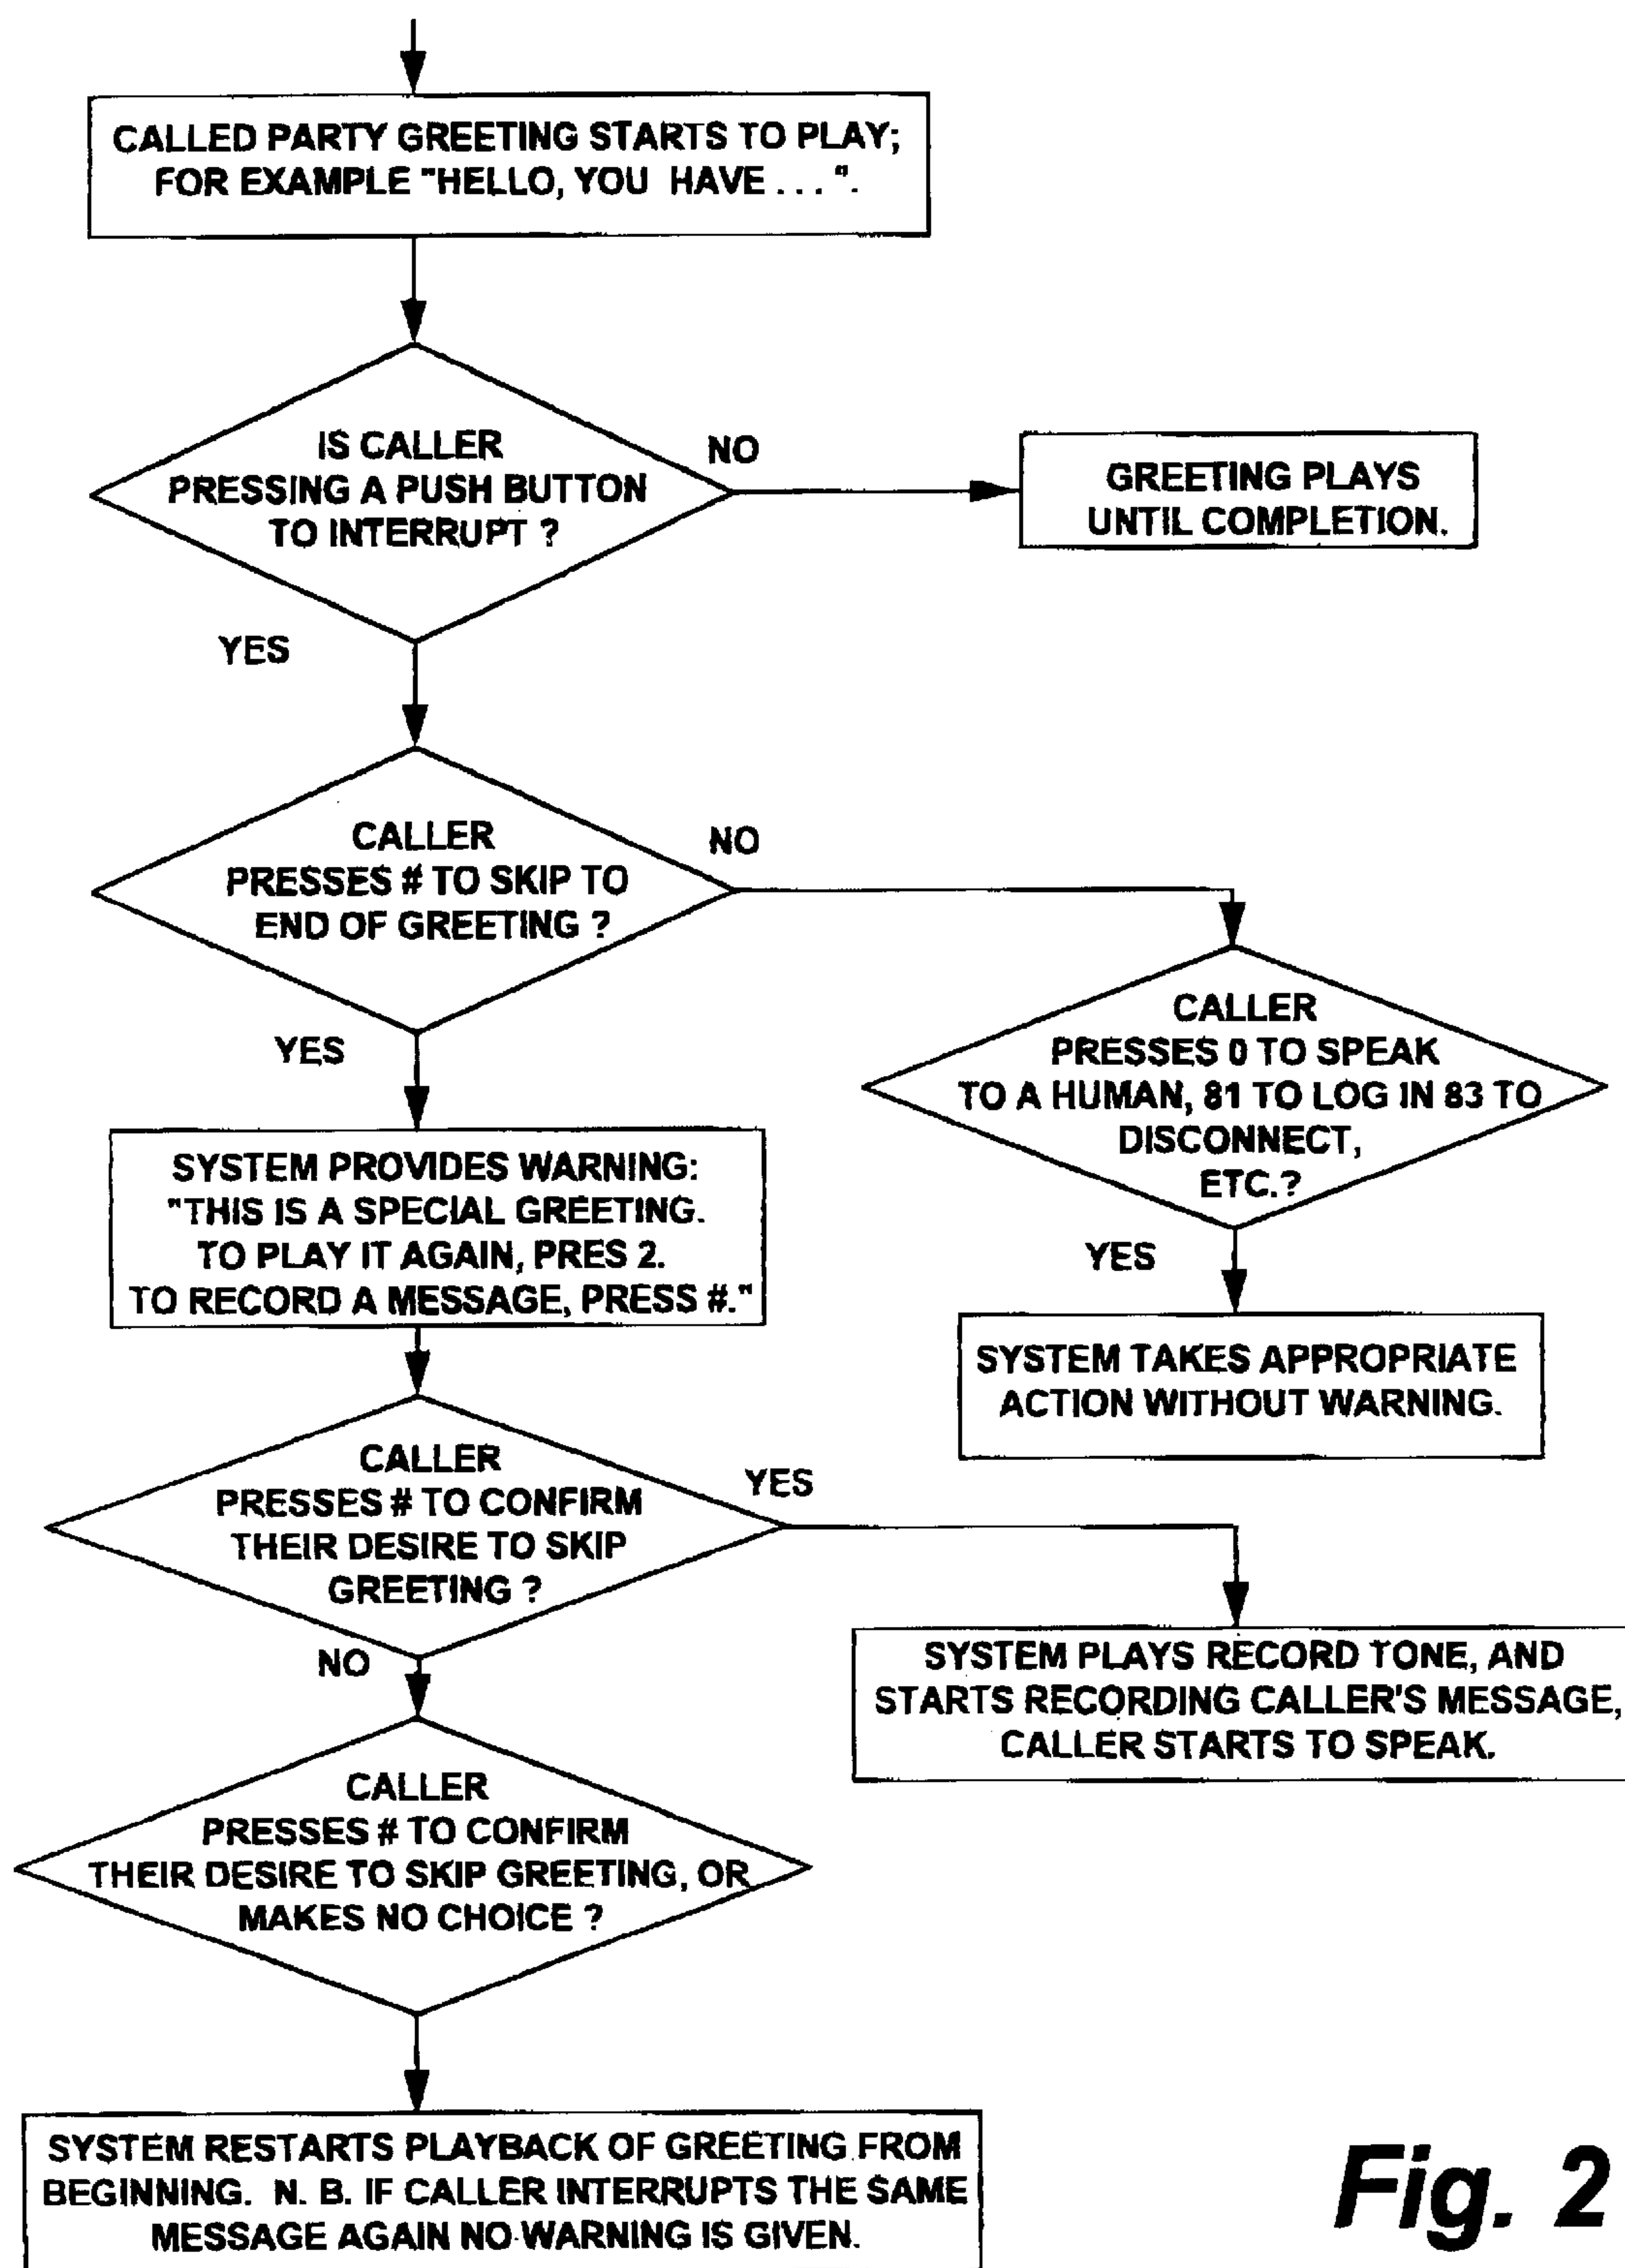 CALLED PARTY GREETING STARTS TO PLAY;
FOR EXAMPLE "HELLO, YOU HAVE . . . ".
IS CALLER
PRESSING A PUSH BUTTON
TO INTERRUPT ?
NO
GREETING PLAYS
UNTIL COMPLETION.
YES
CALLER
PRESSES # TO SKIP TO
END OF GREETING ?
NO
CALLER
PRESSES 0 TO SPEAK
TO A HUMAN, 81 TO LOG IN 83 TO
DISCONNECT,
ETC.?
YES
SYSTEM PROVIDES WARNING:
"THIS IS A SPECIAL GREETING.
TO PLAY IT AGAIN, PRES 2.
TO RECORD A MESSAGE, PRESS #."
YES
SYSTEM TAKES APPROPRIATE
ACTION WITHOUT WARNING.
CALLER
PRESSES # TO CONFIRM
THEIR DESIRE TO SKIP
GREETING ?
YES
SYSTEM PLAYS RECORD TONE, AND
STARTS RECORDING CALLER'S MESSAGE,
CALLER STARTS TO SPEAK.
NO
CALLER
PRESSES # TO CONFIRM
THEIR DESIRE TO SKIP GREETING, OR
MAKES NO CHOICE ?
SYSTEM RESTARTS PLAYBACK OF GREETING FROM
BEGINNING. N. B. IF CALLER INTERRUPTS THE SAME
MESSAGE AGAIN NO WARNING IS GIVEN.
Fig. 2